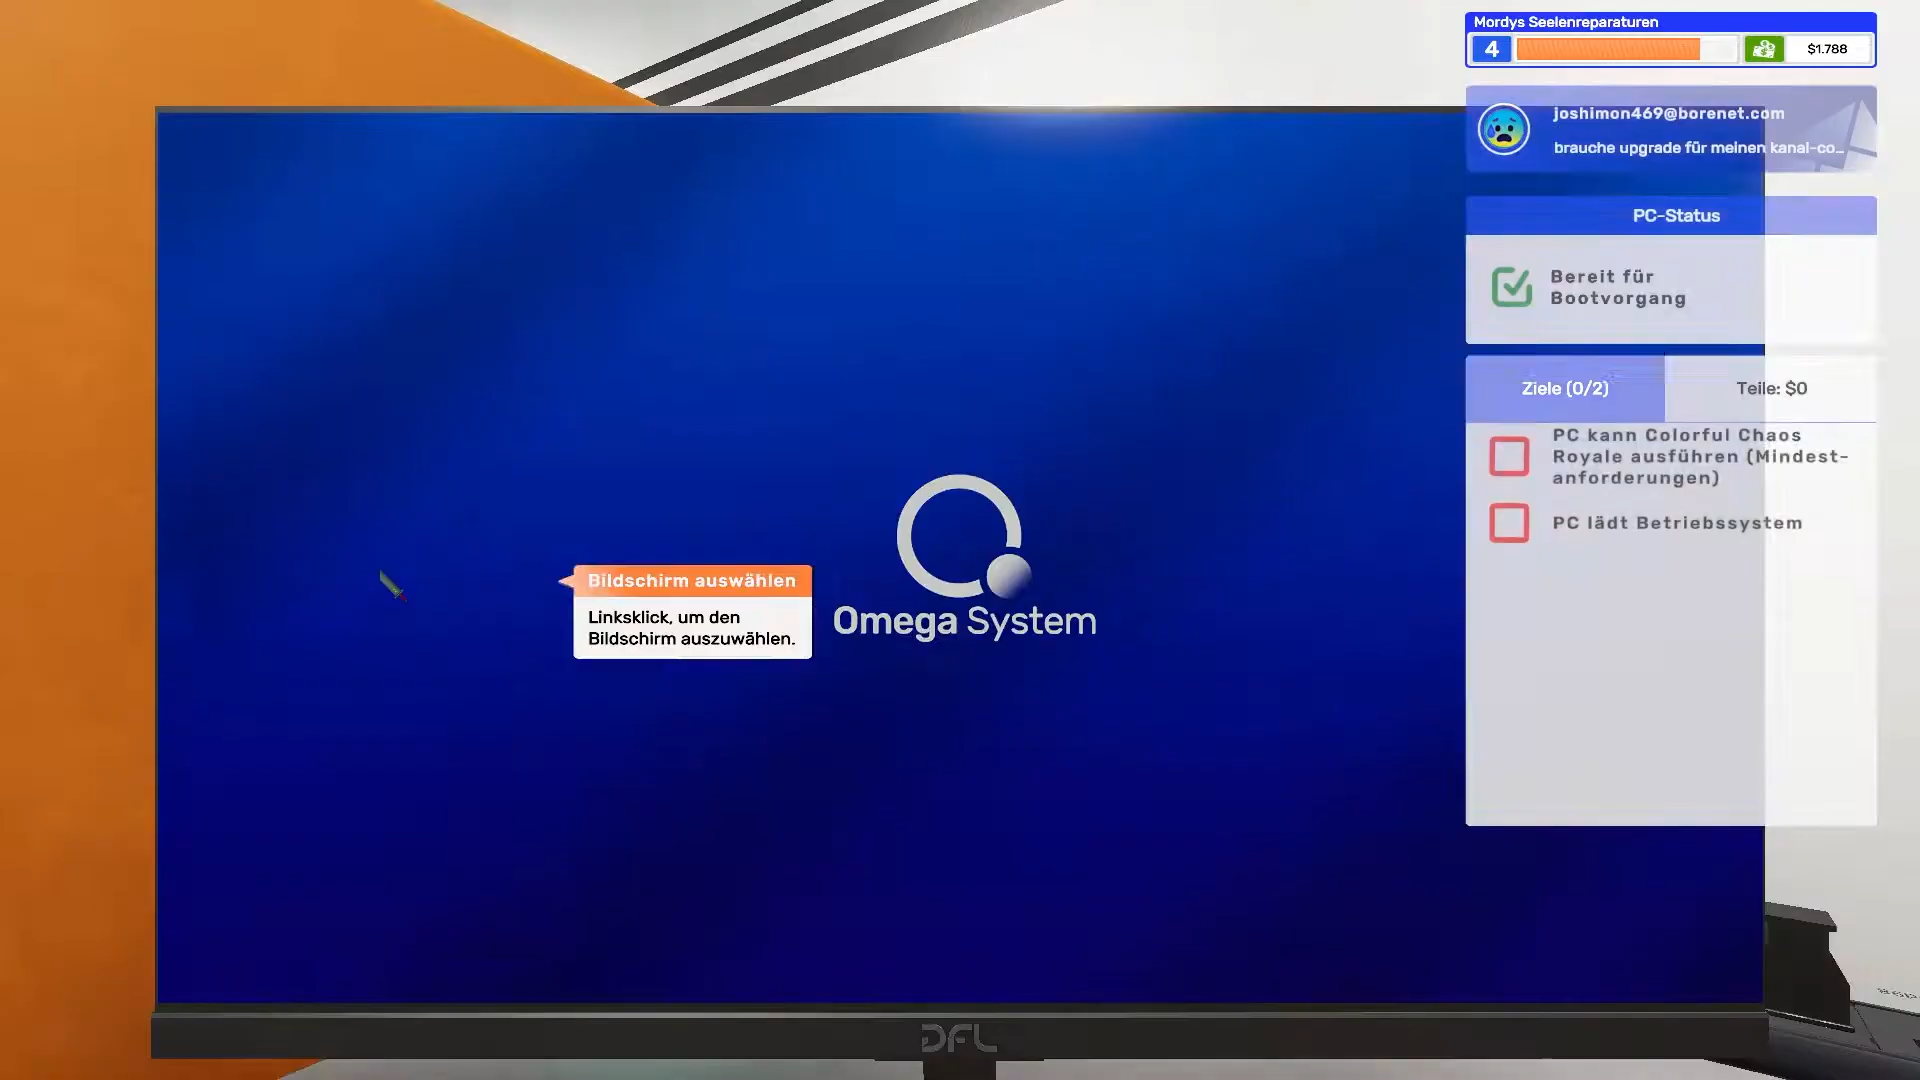 Mordys Seelenreparaturen
4
$1.788
joshimon469@borenet.com
brauche upgrade für meinen kanal-co...
PC-Status
Bereit für
Bootvorgang
Ziele (0/2)
Teile: $0
PC kann Colorful Chaos
Royale ausführen (Mindest-
anforderungen)
PC lädt Betriebssystem
Bildschirm auswählen
Linksklick, um den
Bildschirm auszuwählen.
Omega System
DFL